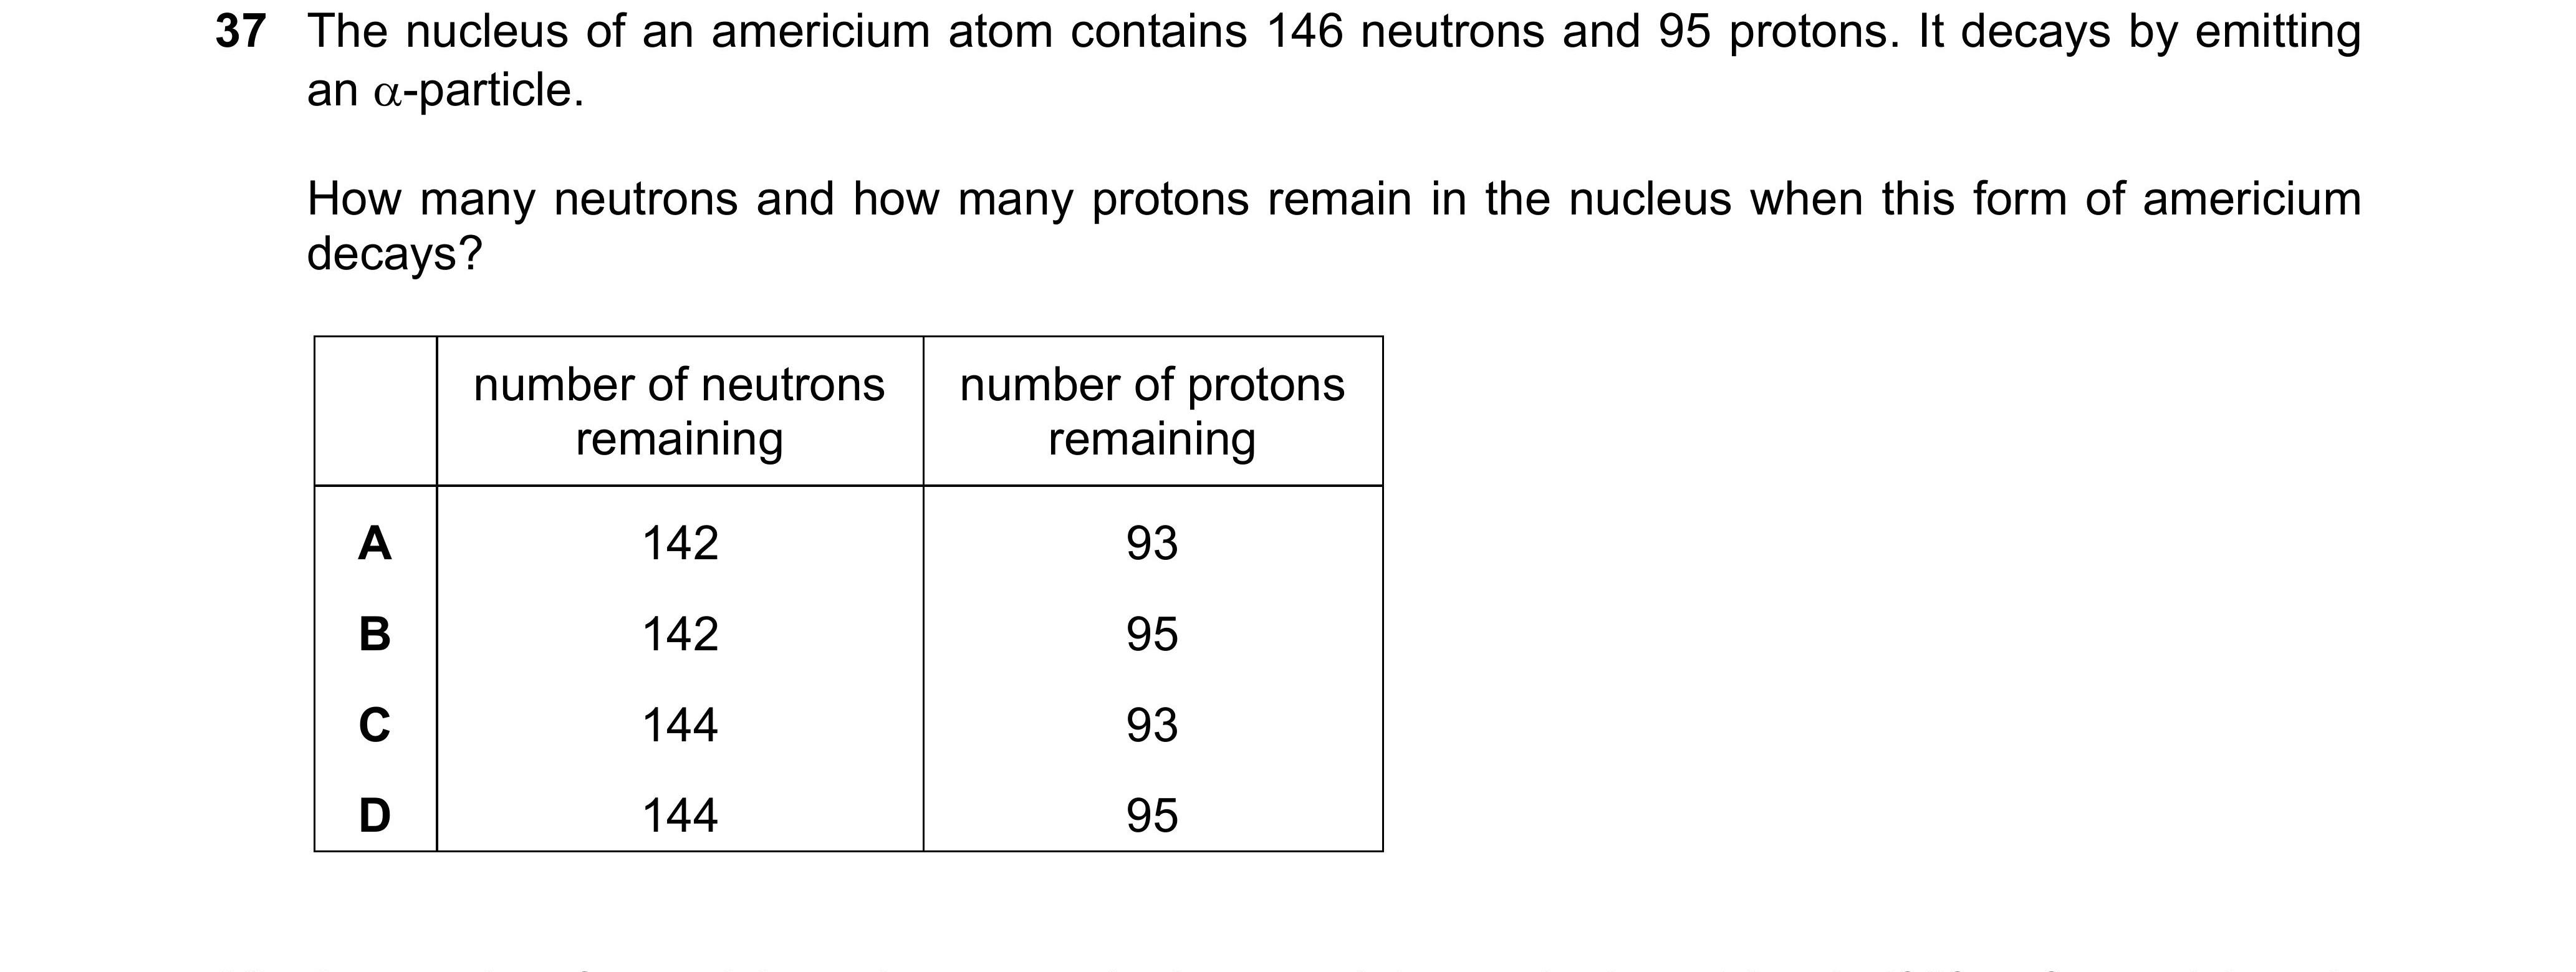 37 The nucleus of an americium atom contains 146 neutrons and 95 protons. It decays by emitting
an α-particle.
How many neutrons and how many protons remain in the nucleus when this form of americium
decays?
number of neutrons remaining number of protons remaining
A 142 93
B 142 95
C 144 93
D 144 95